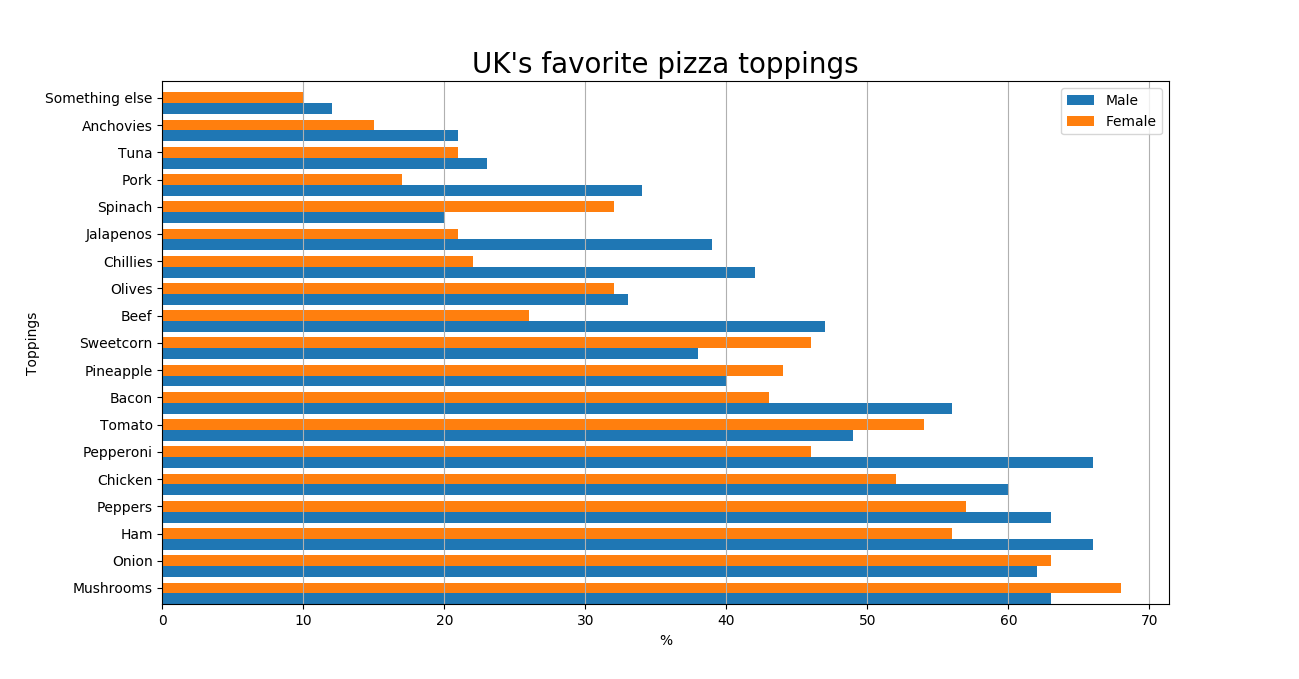 UK's favorite pizza toppings
Male
Female
Something else
Anchovies
Tuna
Pork
Spinach
Jalapenos
Chillies
Olives
Beef
Sweetcorn
Pineapple
Bacon
Tomato
Pepperoni
Chicken
Peppers
Ham
Onion
Mushrooms
Toppings
0 10 20 30 40 50 60 70
%